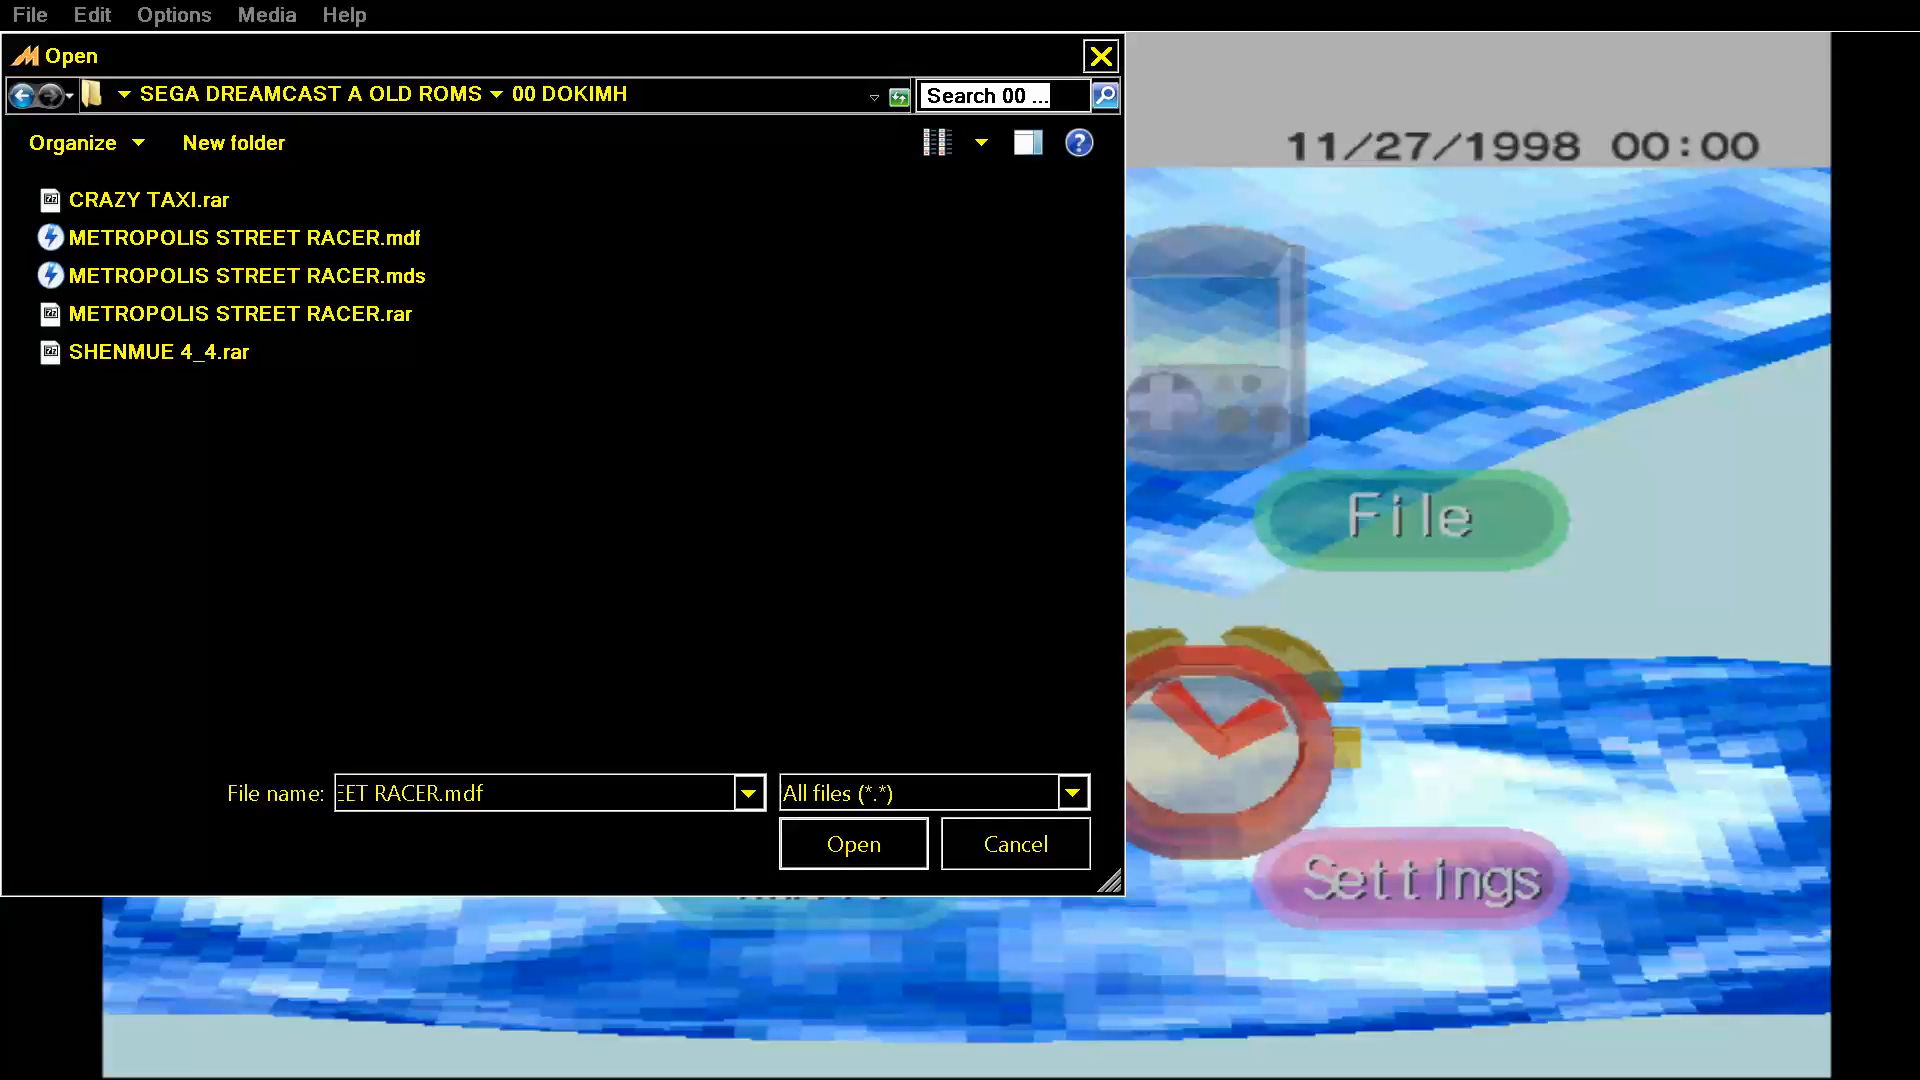 File Edit Options Media Help
Open
SEGA DREAMCAST A OLD ROMS 00 DOKIMH
Search 00 ...
Organize New folder
11/27/1998 00:00
CRAZY TAXI.rar
METROPOLIS STREET RACER.mdf
METROPOLIS STREET RACER.mds
METROPOLIS STREET RACER.rar
SHENMUE 4_4.rar
File
File name: EET RACER.mdf All files (*.*)
Open Cancel
Settings